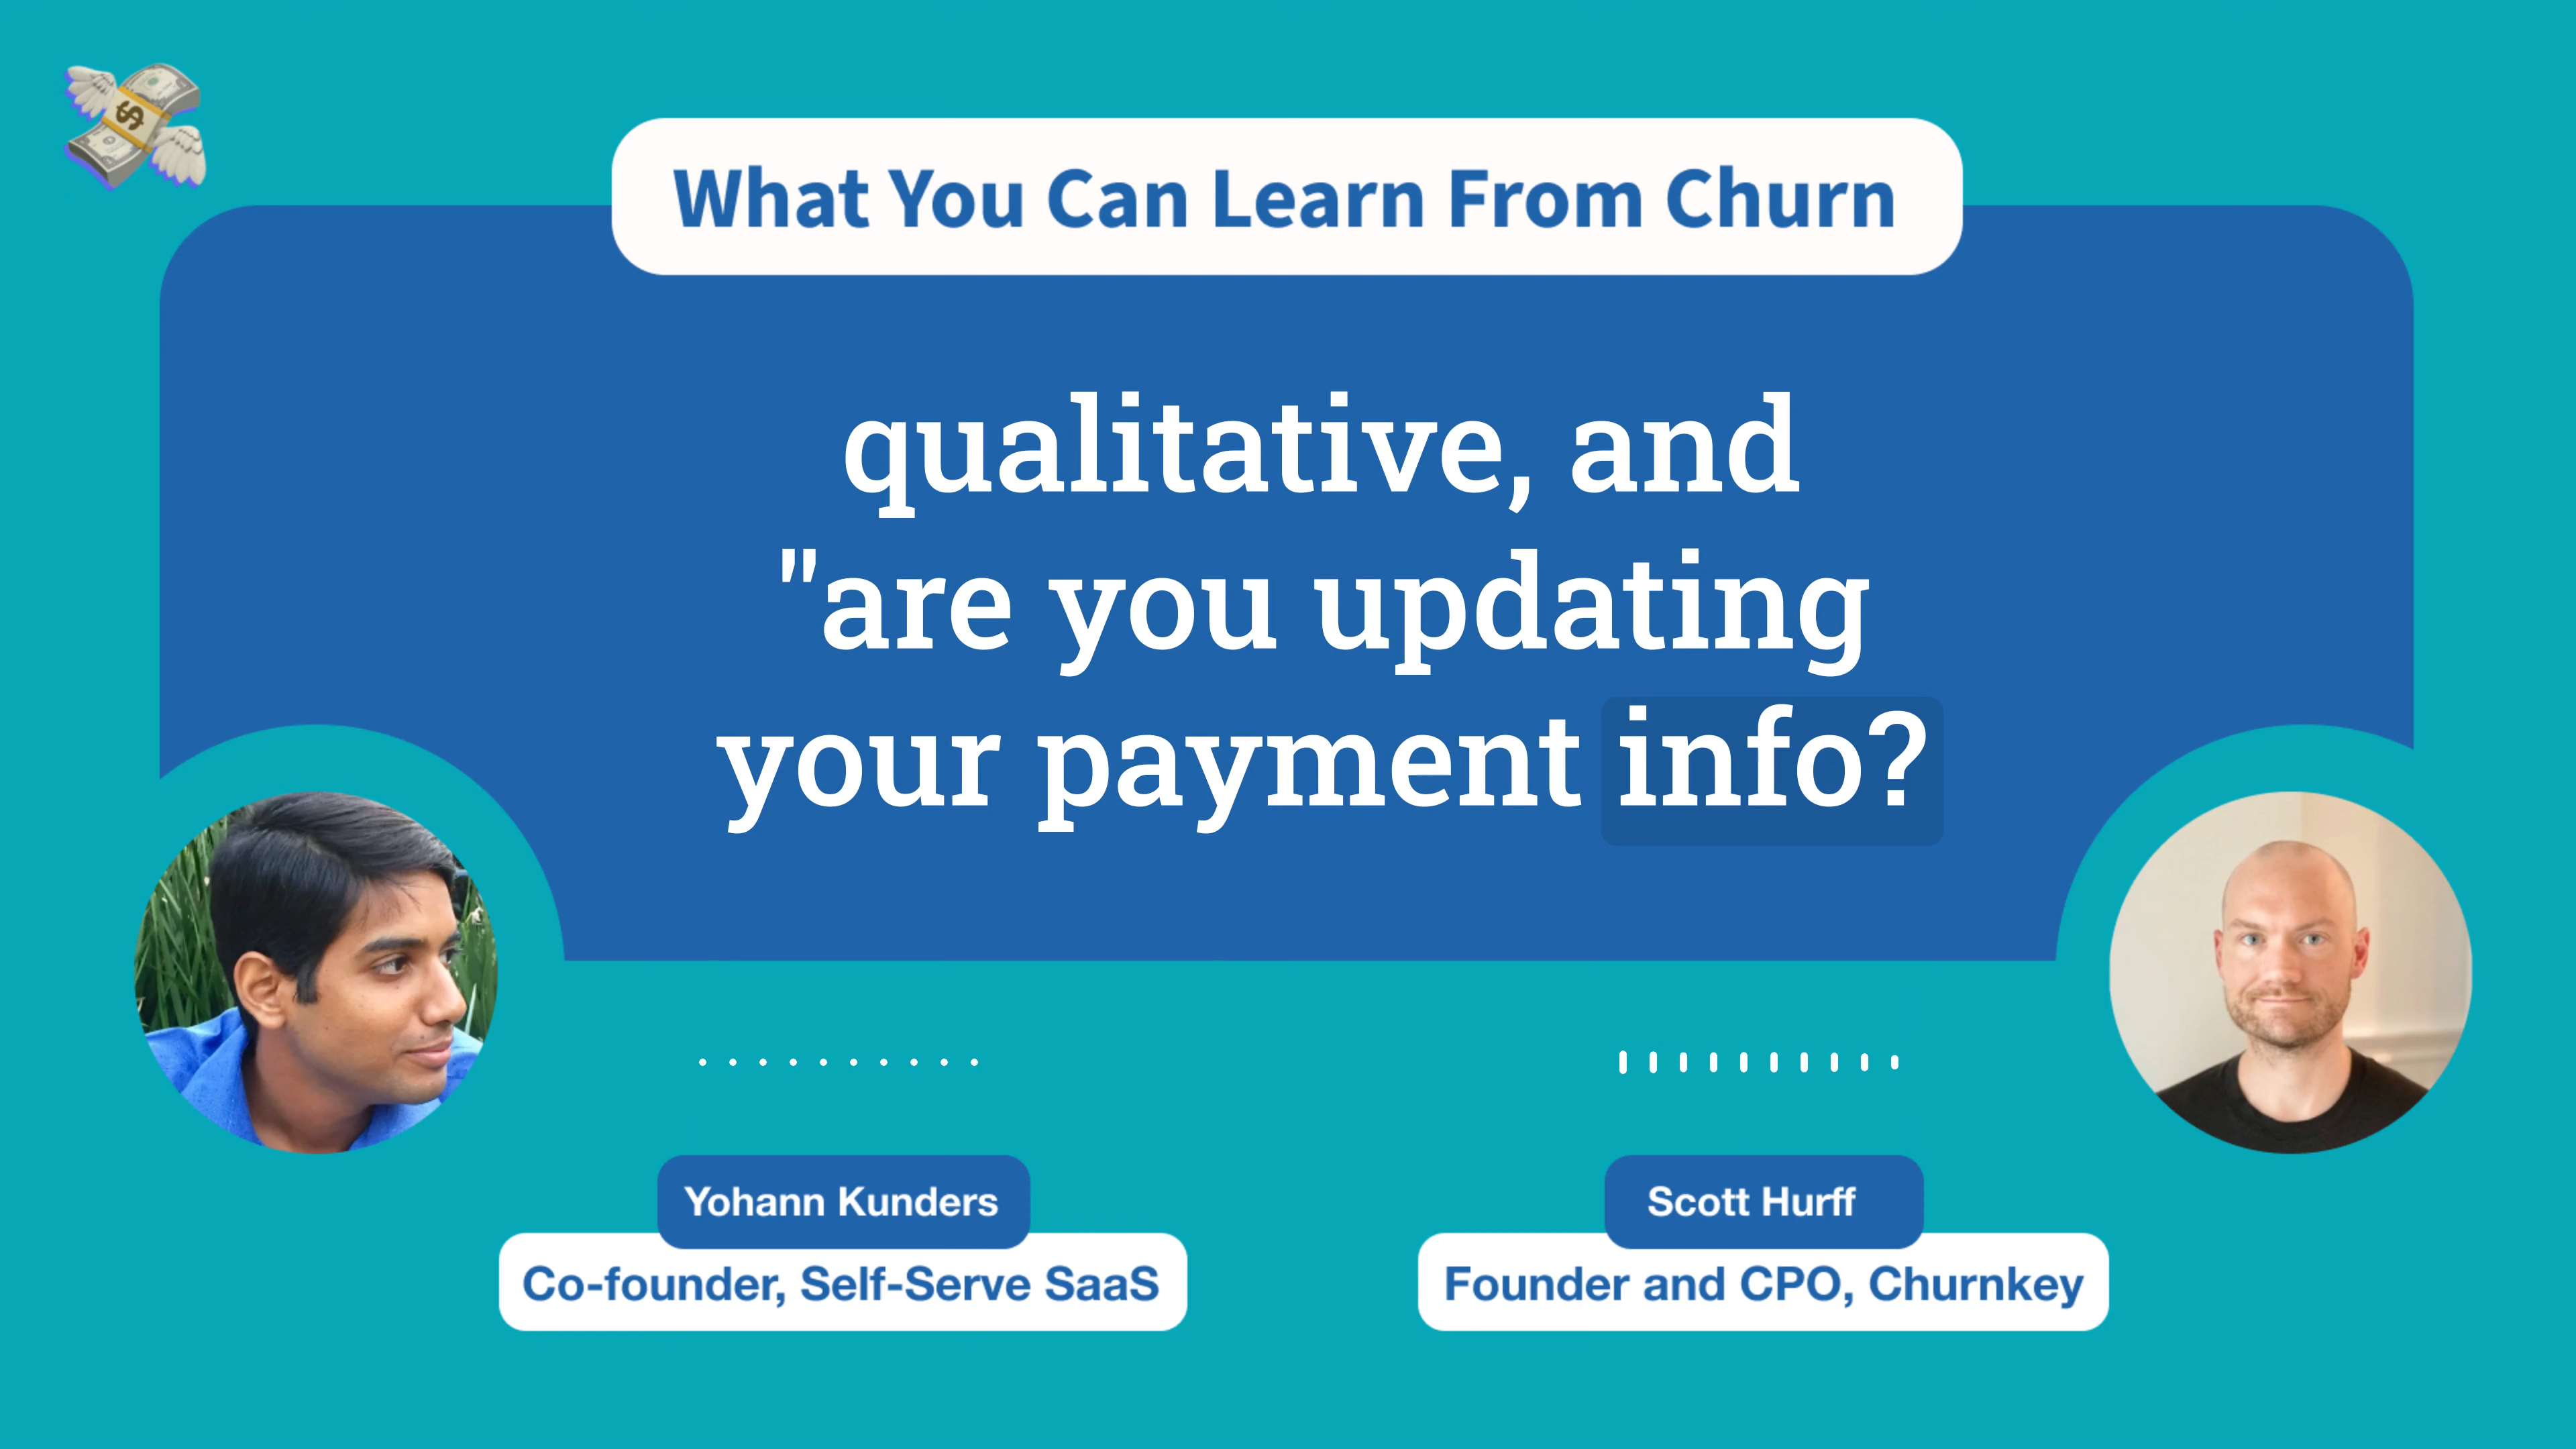 What You Can Learn From Churn
qualitative, and
"are you updating
your payment info?
Yohann Kunders
Co-founder, Self-Serve SaaS
Scott Hurff
Founder and CPO, Churnkey